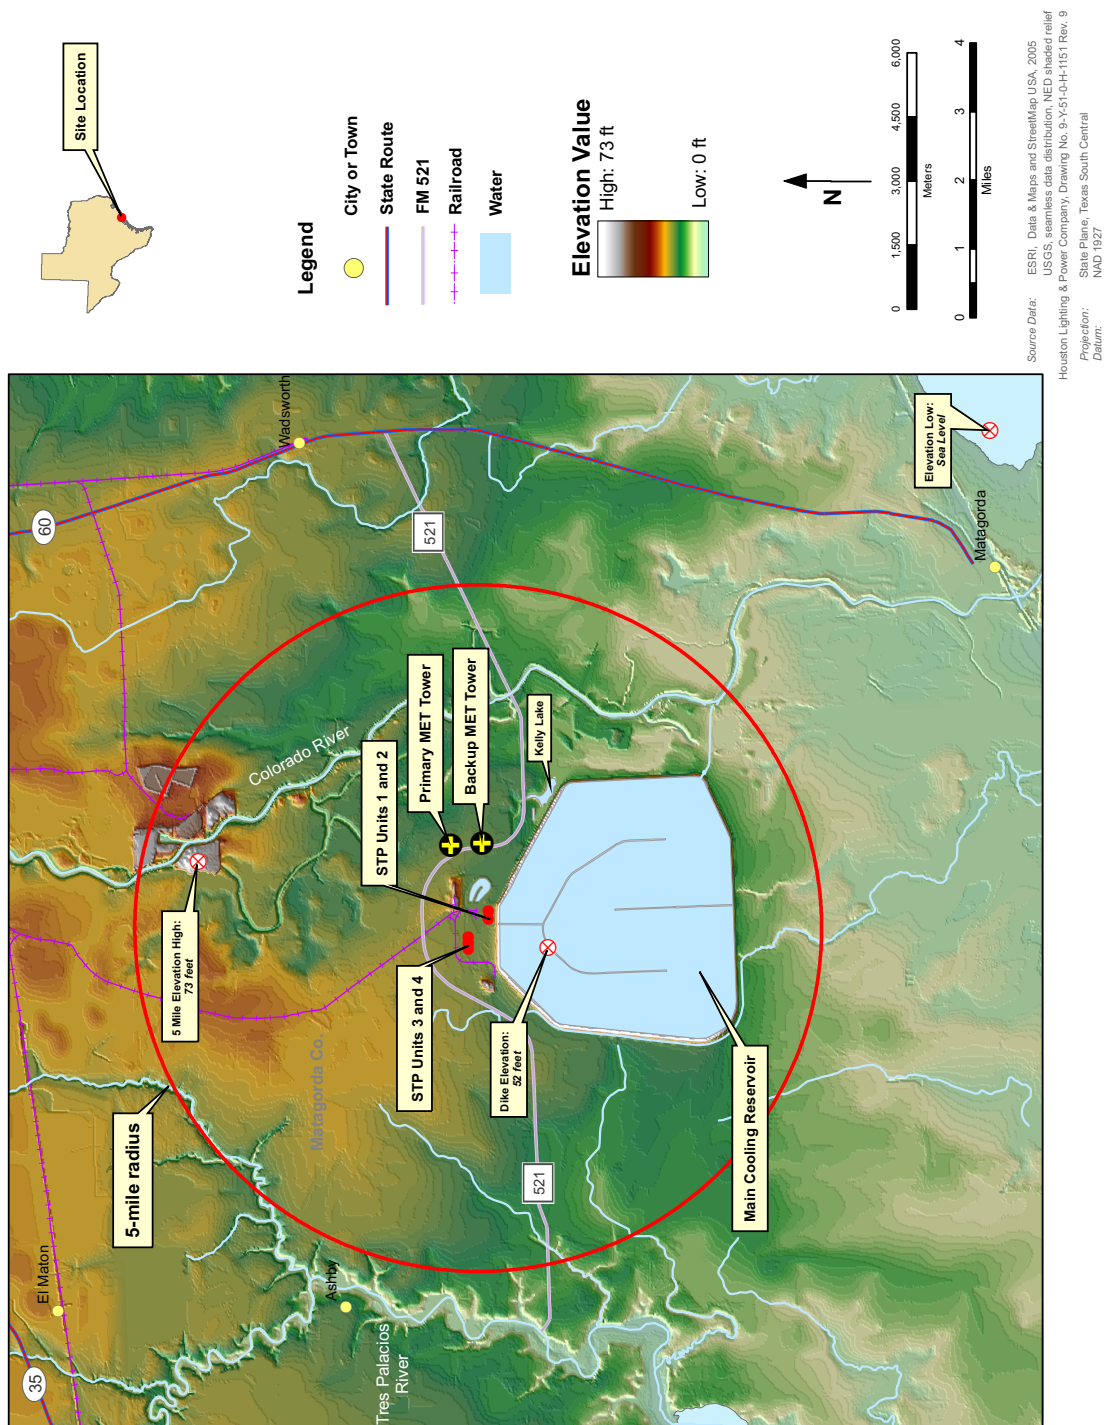 Site Location
Legend
City or Town
State Route
FM 521
Railroad
Water
Elevation Value
High: 73 ft
Low: 0 ft
N
0 1,500 3,000 4,500 6,000
Meters
0 1 2 3 4
Miles
Source Data: ESRI, Data & Maps and StreetMap USA, 2005
USGS, seamless data distribution, NED shaded relief
Houston Lighting & Power Company, Drawing No. 9-Y-51-0-H-1151 Rev. 9
Projection: State Plane, Texas South Central
Datum: NAD 1927
35
El Maton
60
Wadsworth
5-mile radius
5 Mile Elevation High:
73 feet
Colorado River
Matagorda Co.
Ashby
Tres Palacios
River
STP Units 3 and 4
STP Units 1 and 2
Primary MET Tower
Backup MET Tower
521
521
Kelly Lake
Dike Elevation:
52 feet
Main Cooling Reservoir
Elevation Low:
Sea Level
Matagorda